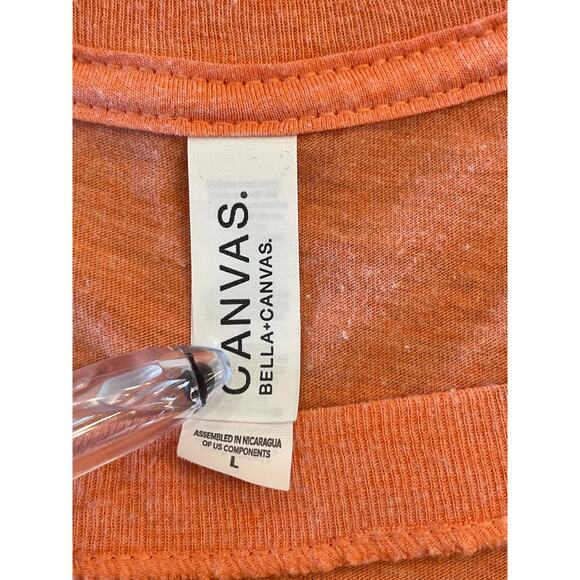 CANVAS.
BELLA+CANVAS.
ASSEMBLED IN NICARAGUA
OF US COMPONENTS
L